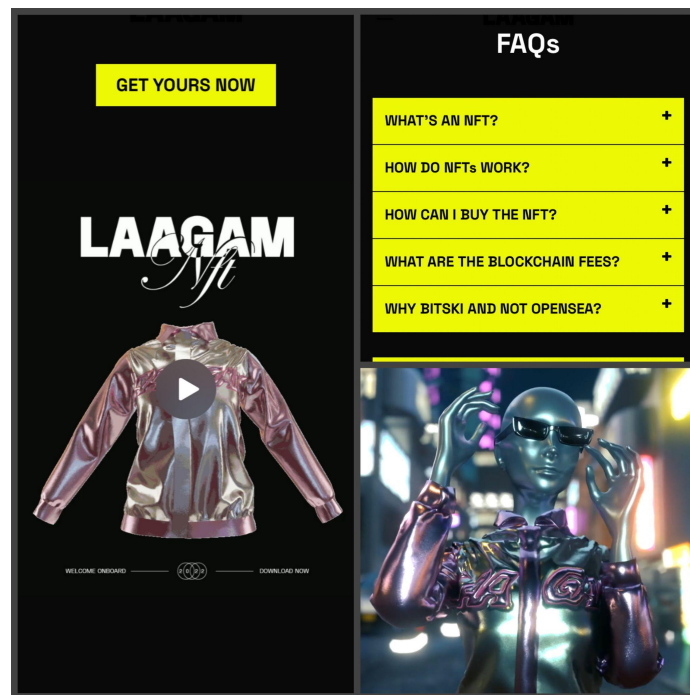 GET YOURS NOW
LAAGAM
Nft
WELCOME ONBOARD
2022
DOWNLOAD NOW
FAQs
WHAT'S AN NFT?
HOW DO NFTs WORK?
HOW CAN I BUY THE NFT?
WHAT ARE THE BLOCKCHAIN FEES?
WHY BITSKI AND NOT OPENSEA?